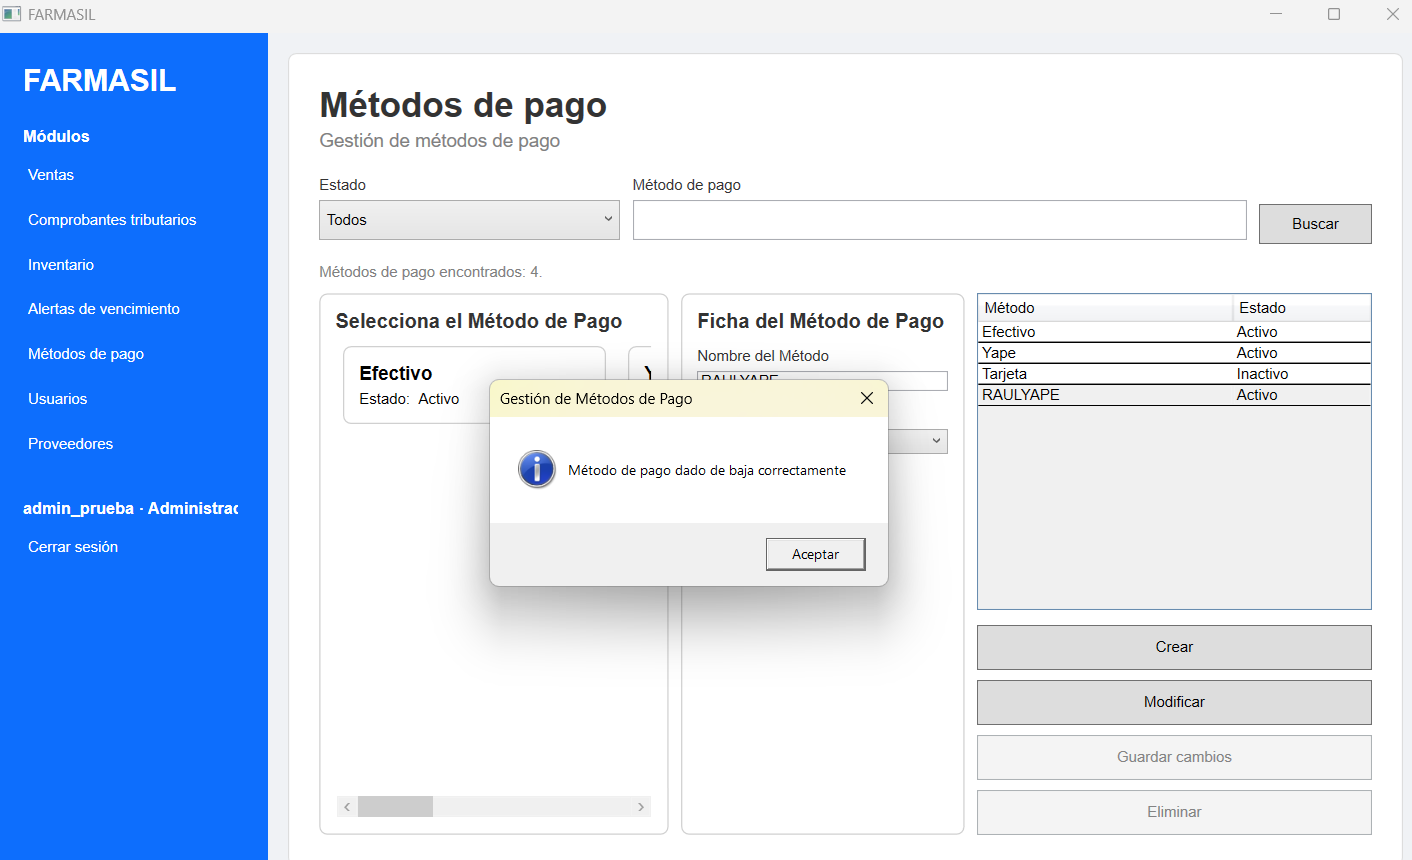 FARMASIL
FARMASIL
Módulos
Ventas
Comprobantes tributarios
Inventario
Alertas de vencimiento
Métodos de pago
Usuarios
Proveedores
admin_prueba · Administrad
Cerrar sesión
Métodos de pago
Gestión de métodos de pago
Estado
Método de pago
Todos
Buscar
Métodos de pago encontrados: 4.
Selecciona el Método de Pago
Efectivo
Estado: Activo
Ficha del Método de Pago
Nombre del Método
RAULYAPE
Gestión de Métodos de Pago
Método de pago dado de baja correctamente
Aceptar
Método Estado
Efectivo Activo
Yape Activo
Tarjeta Inactivo
RAULYAPE Activo
Crear
Modificar
Guardar cambios
Eliminar